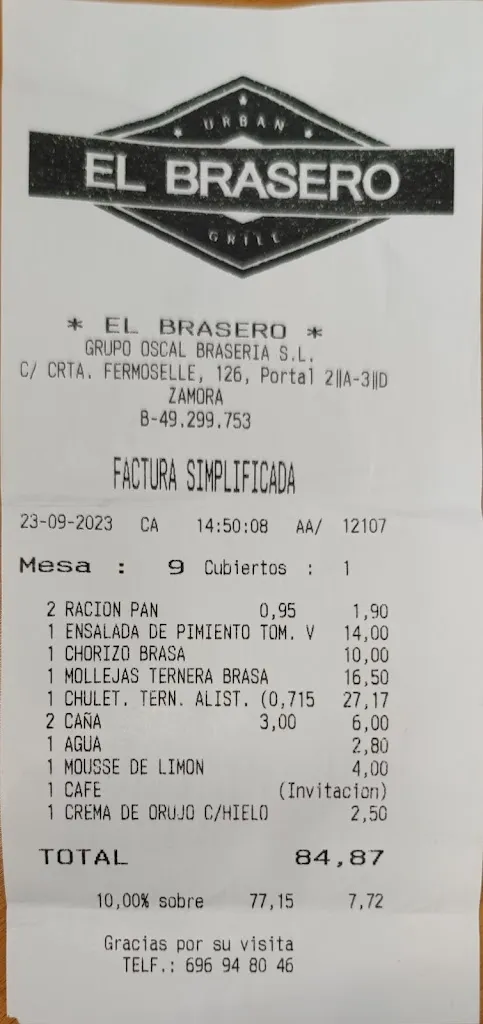 URBAN
EL BRASERO
GRILL
* EL BRASERO *
GRUPO OSCAL BRASERIA S.L.
C/ CRTA. FERMOSELLE, 126, Portal 2ǁA-3ǁD
ZAMORA
B-49.299.753
FACTURA SIMPLIFICADA
23-09-2023 CA 14:50:08 AA/ 12107
Mesa : 9 Cubiertos : 1
2 RACION PAN 0,95 1,90
1 ENSALADA DE PIMIENTO TOM. V 14,00
1 CHORIZO BRASA 10,00
1 MOLLEJAS TERNERA BRASA 16,50
1 CHULET. TERN. ALIST. (0,715 27,17
2 CAÑA 3,00 6,00
1 AGUA 2,80
1 MOUSSE DE LIMON 4,00
1 CAFE (Invitacion)
1 CREMA DE ORUJO C/HIELO 2,50
TOTAL 84,87
10,00% sobre 77,15 7,72
Gracias por su visita
TELF.: 696 94 80 46